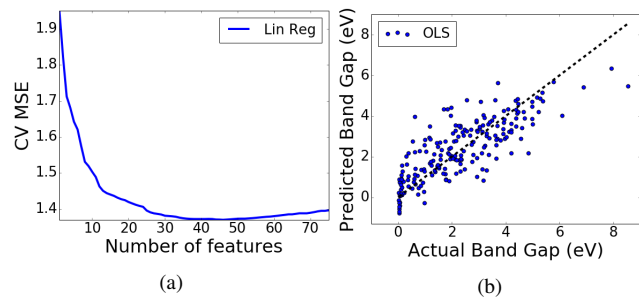 CV MSE
1.9
1.8
1.7
1.6
1.5
1.4
Lin Reg
10 20 30 40 50 60 70
Number of features
(a)
Predicted Band Gap (eV)
8
6
4
2
0
OLS
0 2 4 6 8
Actual Band Gap (eV)
(b)